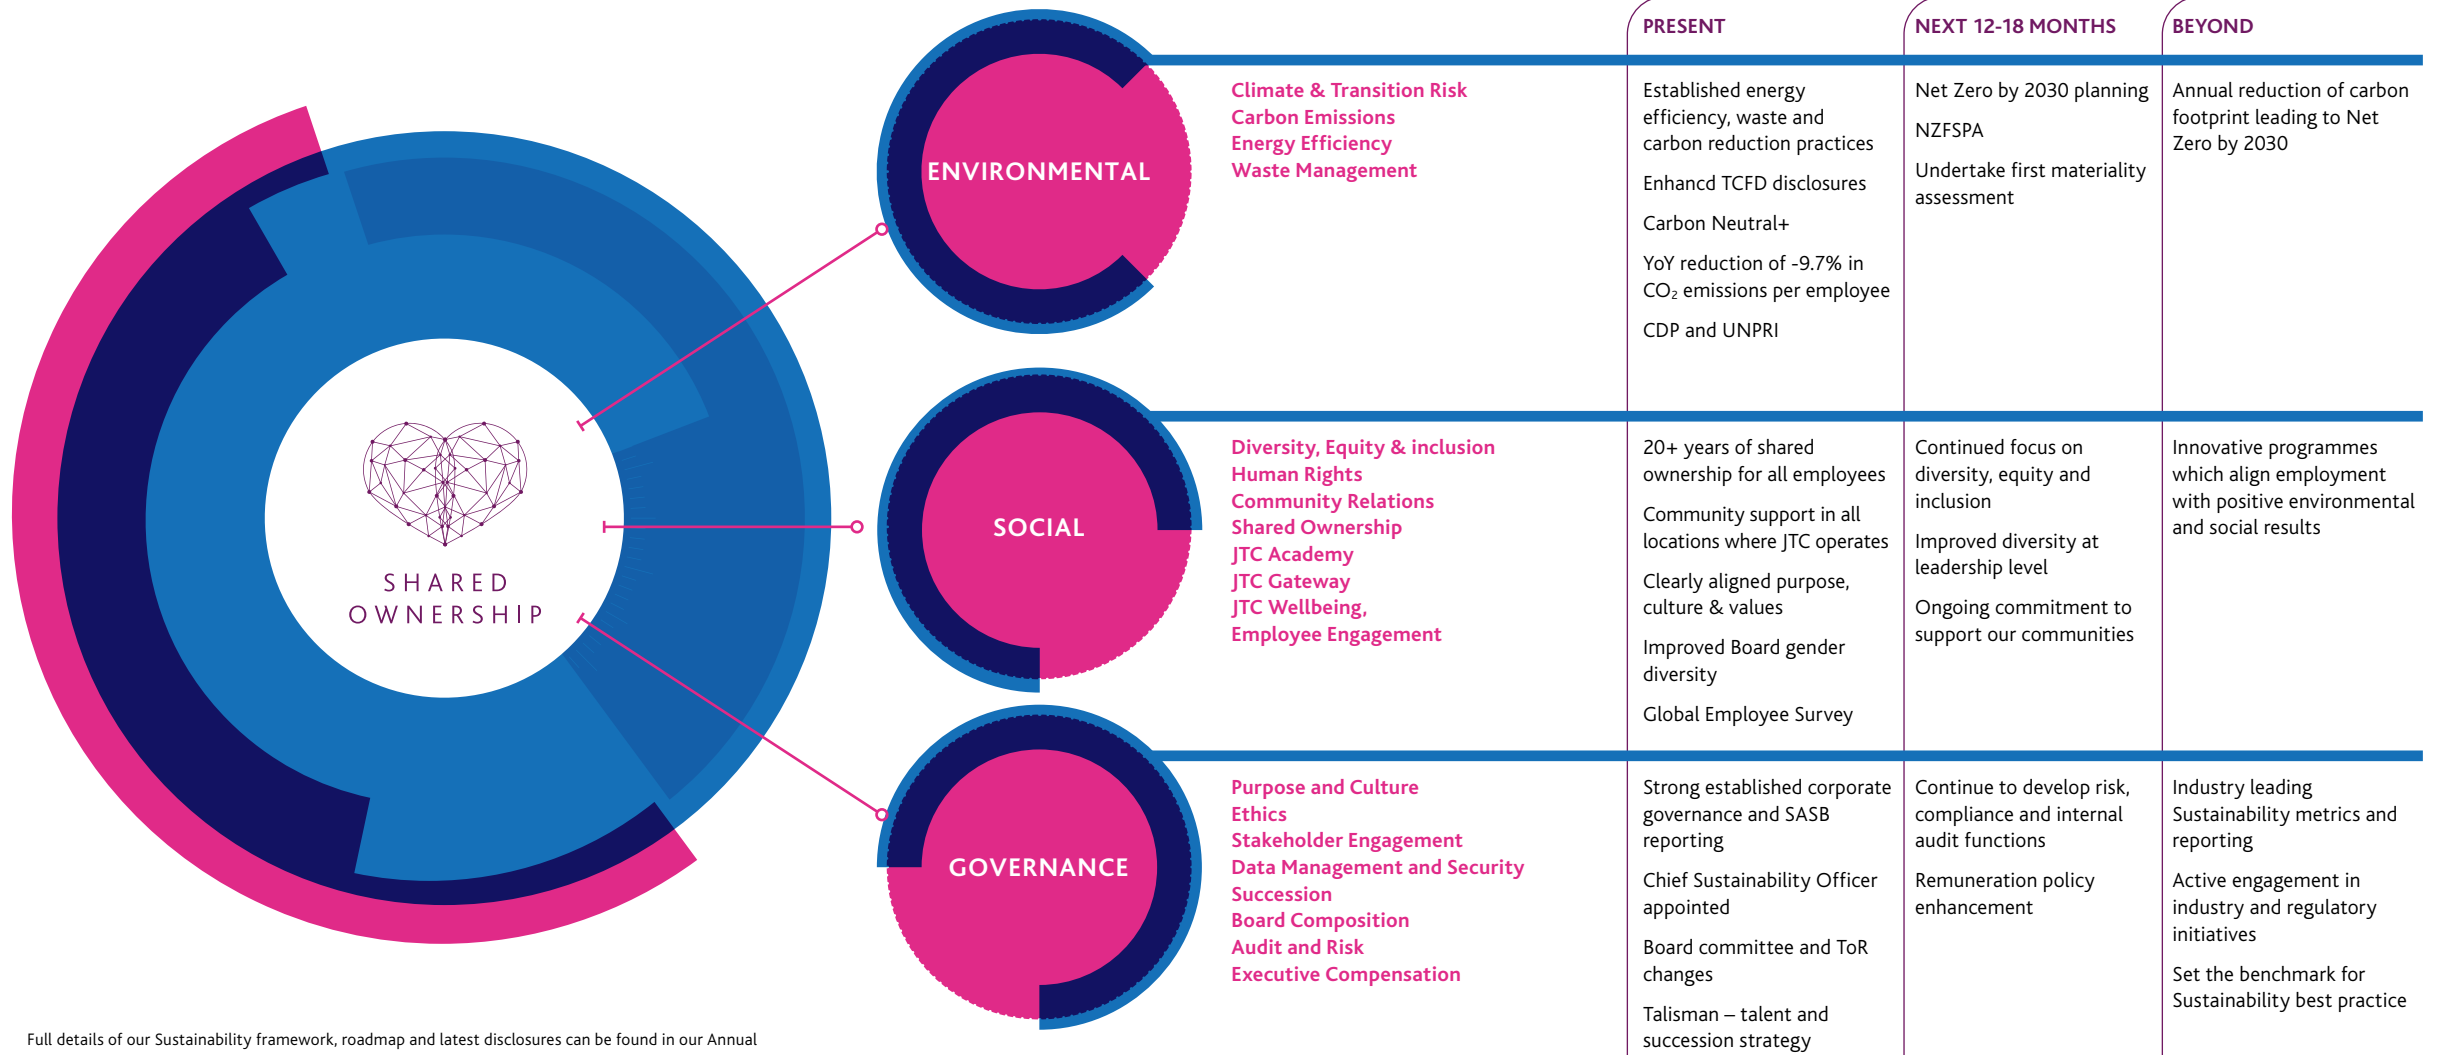 SHARED
OWNERSHIP
Full details of our Sustainability framework, roadmap and latest disclosures can be found in our Annual
PRESENT
NEXT 12-18 MONTHS
BEYOND
ENVIRONMENTAL
Climate & Transition Risk
Carbon Emissions
Energy Efficiency
Waste Management
Established energy
efficiency, waste and
carbon reduction practices
Enhancd TCFD disclosures
Carbon Neutral+
YoY reduction of -9.7% in
CO₂ emissions per employee
CDP and UNPRI
Net Zero by 2030 planning
NZFSPA
Undertake first materiality
assessment
Annual reduction of carbon
footprint leading to Net
Zero by 2030
SOCIAL
Diversity, Equity & inclusion
Human Rights
Community Relations
Shared Ownership
JTC Academy
JTC Gateway
JTC Wellbeing,
Employee Engagement
20+ years of shared
ownership for all employees
Community support in all
locations where JTC operates
Clearly aligned purpose,
culture & values
Improved Board gender
diversity
Global Employee Survey
Continued focus on
diversity, equity and
inclusion
Improved diversity at
leadership level
Ongoing commitment to
support our communities
Innovative programmes
which align employment
with positive environmental
and social results
GOVERNANCE
Purpose and Culture
Ethics
Stakeholder Engagement
Data Management and Security
Succession
Board Composition
Audit and Risk
Executive Compensation
Strong established corporate
governance and SASB
reporting
Chief Sustainability Officer
appointed
Board committee and ToR
changes
Talisman – talent and
succession strategy
Continue to develop risk,
compliance and internal
audit functions
Remuneration policy
enhancement
Industry leading
Sustainability metrics and
reporting
Active engagement in
industry and regulatory
initiatives
Set the benchmark for
Sustainability best practice